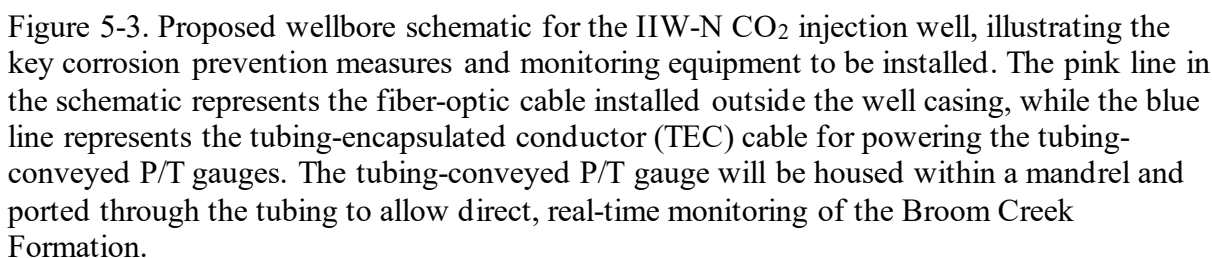 Figure 5-3. Proposed wellbore schematic for the IIW-N CO2 injection well, illustrating the
key corrosion prevention measures and monitoring equipment to be installed. The pink line in
the schematic represents the fiber-optic cable installed outside the well casing, while the blue
line represents the tubing-encapsulated conductor (TEC) cable for powering the tubing-
conveyed P/T gauges. The tubing-conveyed P/T gauge will be housed within a mandrel and
ported through the tubing to allow direct, real-time monitoring of the Broom Creek
Formation.